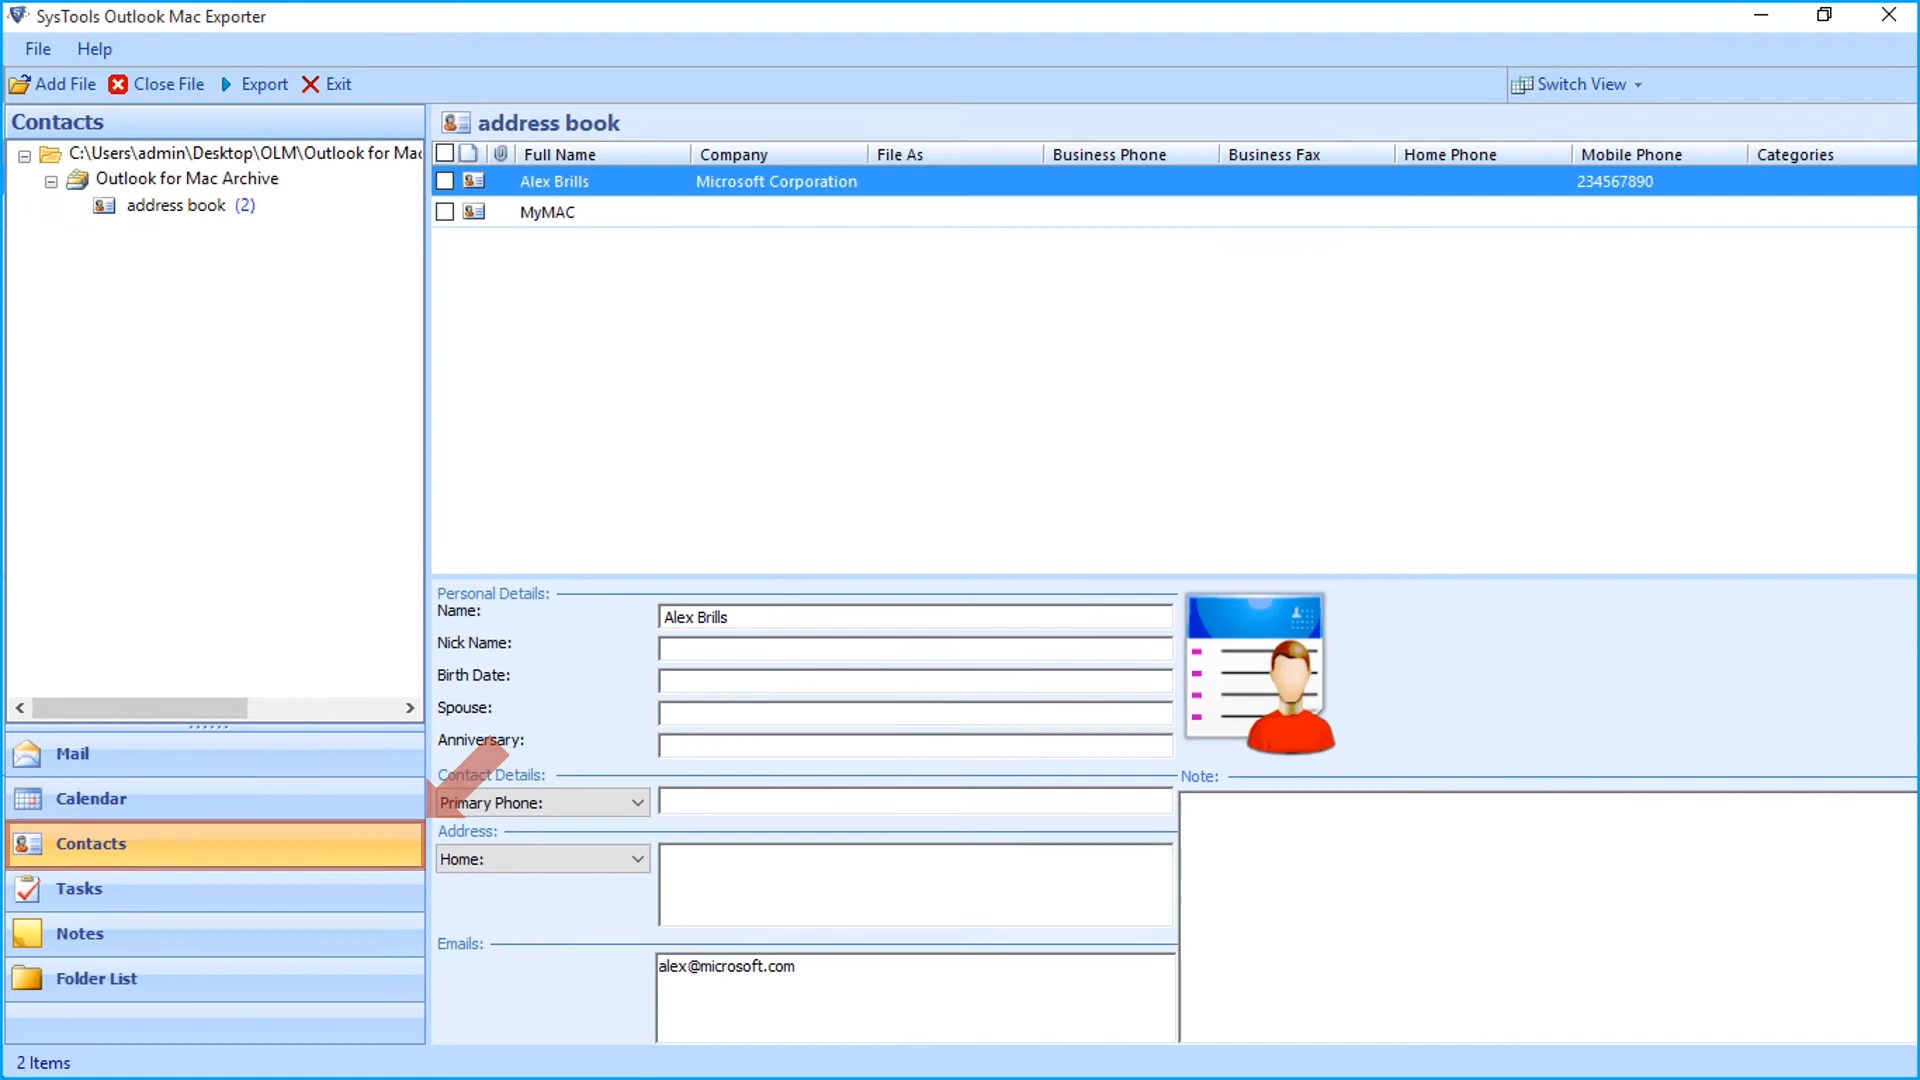 SysTools Outlook Mac Exporter
File Help
Add File Close File Export Exit Switch View
Contacts
C:\Users\admin\Desktop\OLM\Outlook for Mac
Outlook for Mac Archive
address book (2)
address book
Full Name Company File As Business Phone Business Fax Home Phone Mobile Phone Categories
Alex Brills Microsoft Corporation 234567890
MyMAC
Personal Details:
Name: Alex Brills
Nick Name:
Birth Date:
Spouse:
Anniversary:
Contact Details:
Primary Phone:
Address:
Home:
Emails:
alex@microsoft.com
Note:
Mail
Calendar
Contacts
Tasks
Notes
Folder List
2 Items